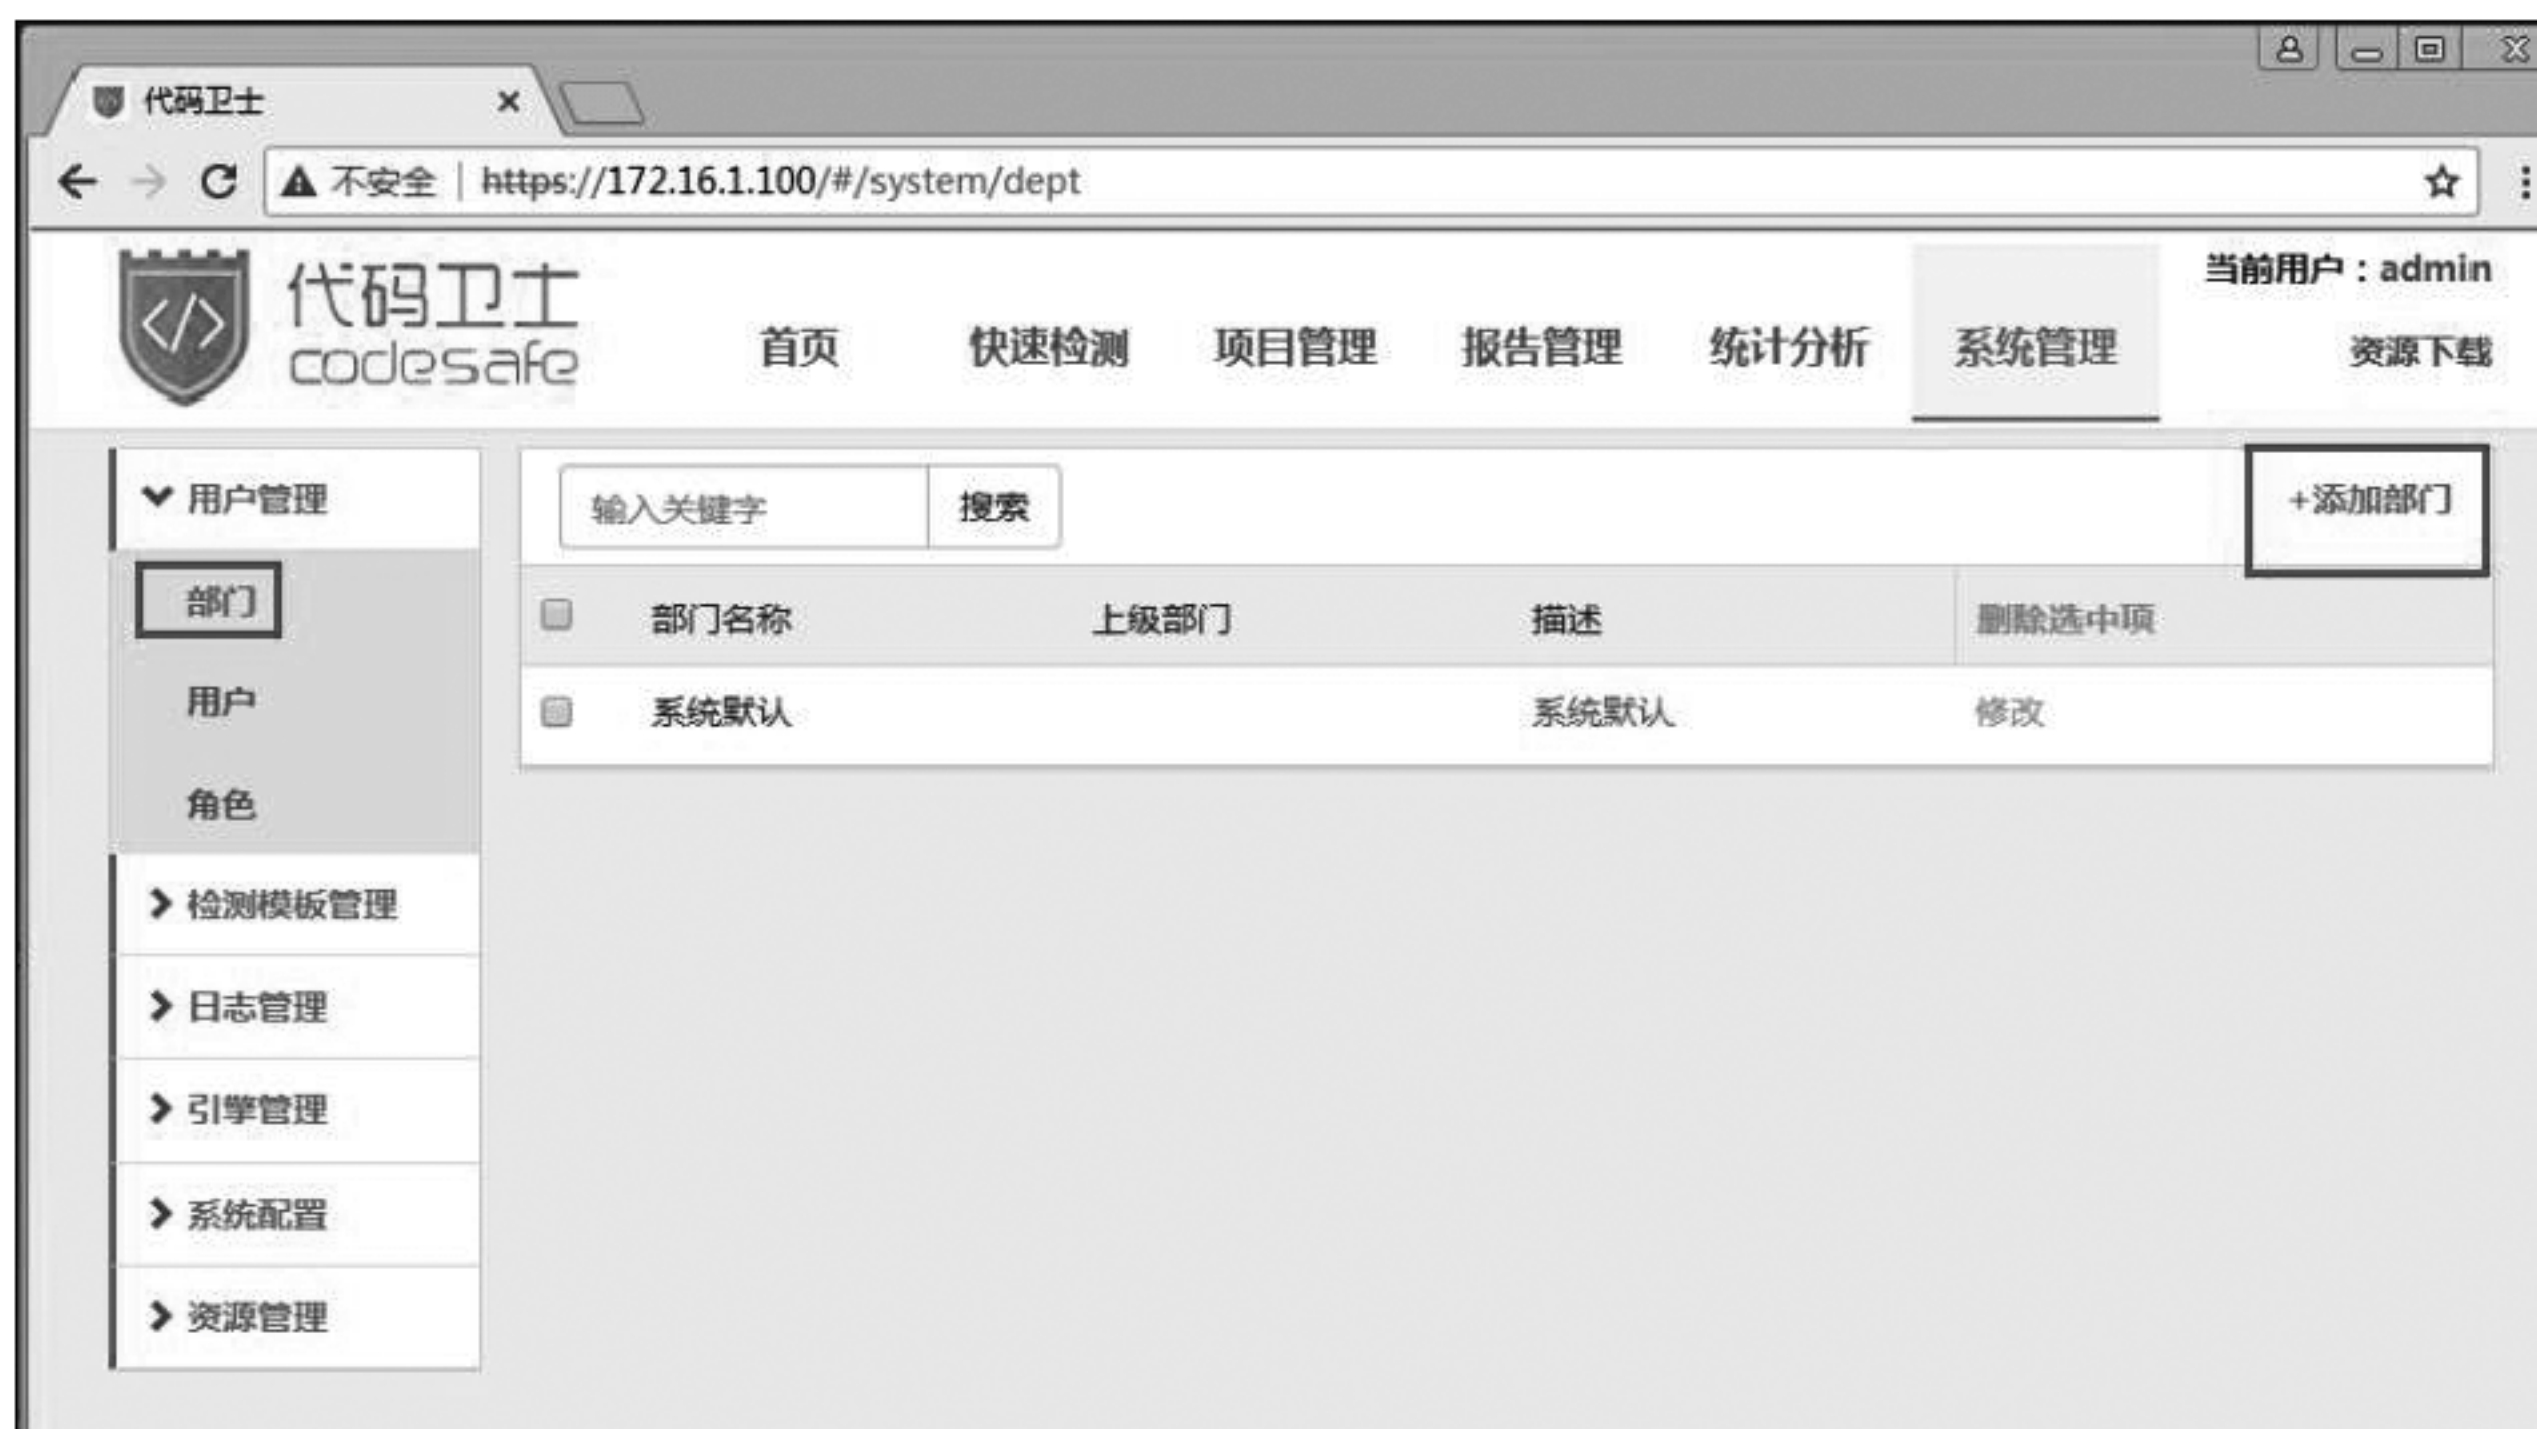 代码卫士
不安全 | https://172.16.1.100/#/system/dept
代码卫士
codesafe
首页 快速检测 项目管理 报告管理 统计分析 系统管理
当前用户：admin
资源下载
用户管理
部门
用户
角色
检测模板管理
日志管理
引擎管理
系统配置
资源管理
输入关键字 搜索
+添加部门
部门名称 上级部门 描述 删除选中项
系统默认 系统默认 修改